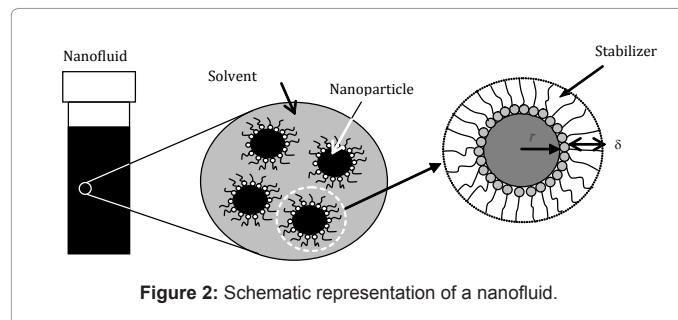 Nanofluid
Solvent
Nanoparticle
Stabilizer
r
δ
Figure 2: Schematic representation of a nanofluid.